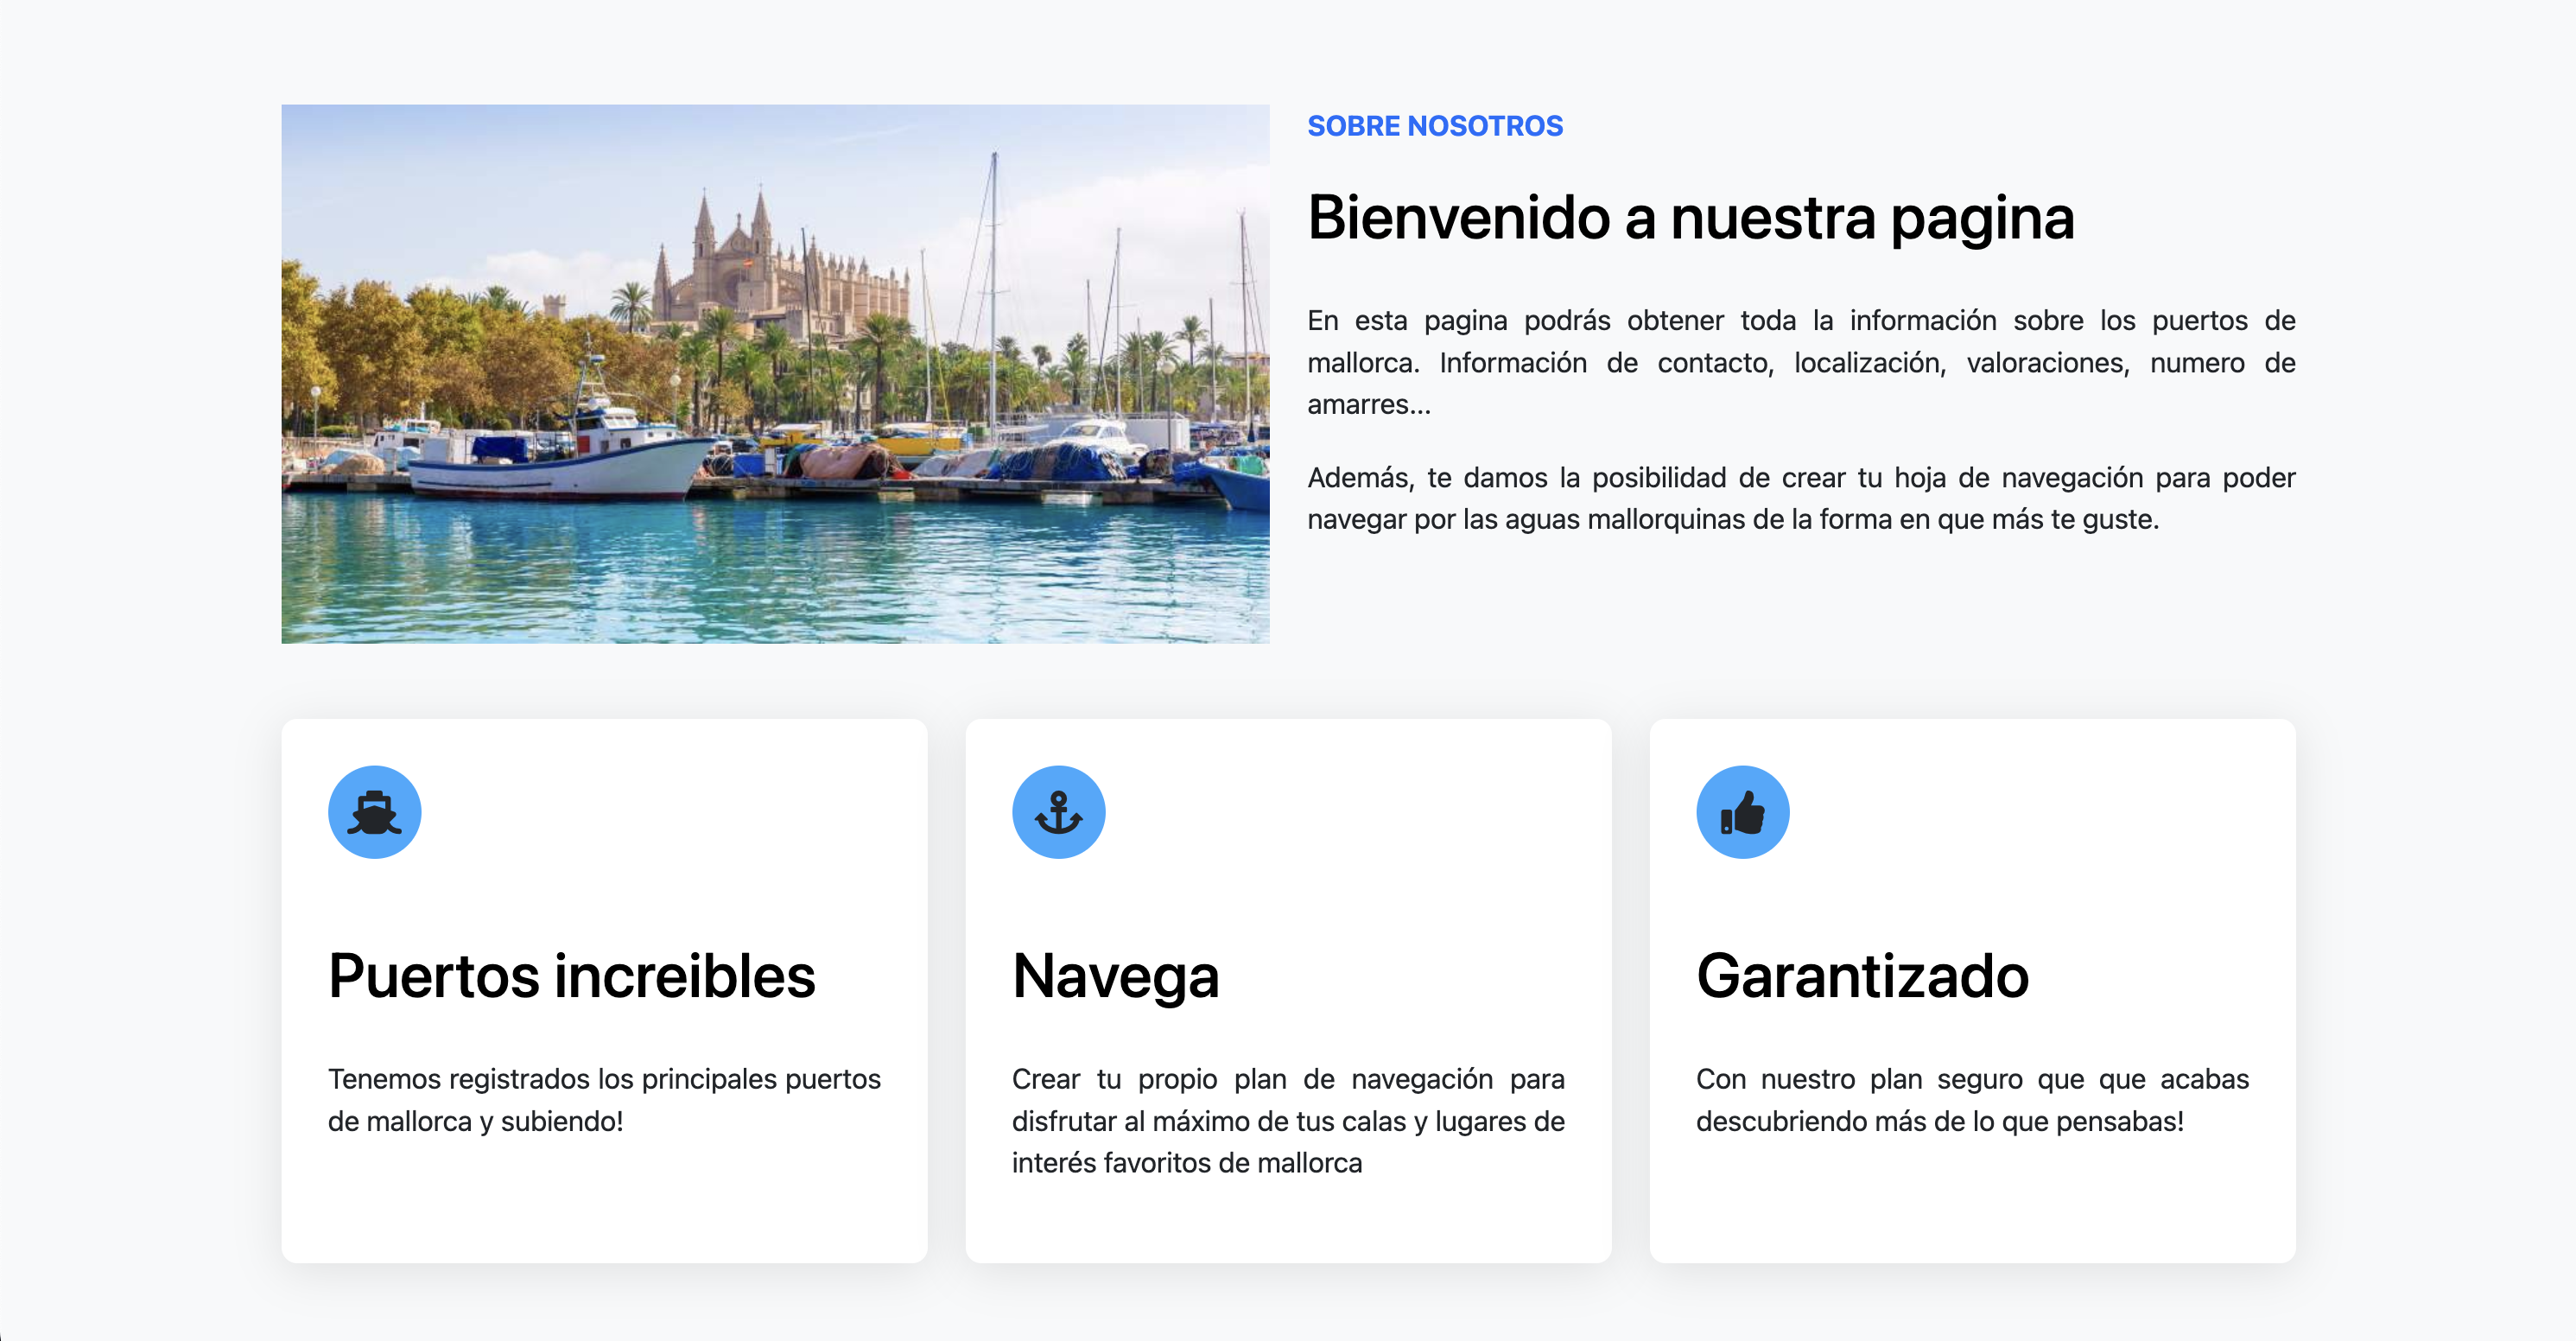 SOBRE NOSOTROS
Bienvenido a nuestra pagina
En esta pagina podrás obtener toda la información sobre los puertos de
mallorca. Información de contacto, localización, valoraciones, numero de
amarres...
Además, te damos la posibilidad de crear tu hoja de navegación para poder
navegar por las aguas mallorquinas de la forma en que más te guste.
Puertos increibles
Tenemos registrados los principales puertos
de mallorca y subiendo!
Navega
Crear tu propio plan de navegación para
disfrutar al máximo de tus calas y lugares de
interés favoritos de mallorca
Garantizado
Con nuestro plan seguro que que acabas
descubriendo más de lo que pensabas!